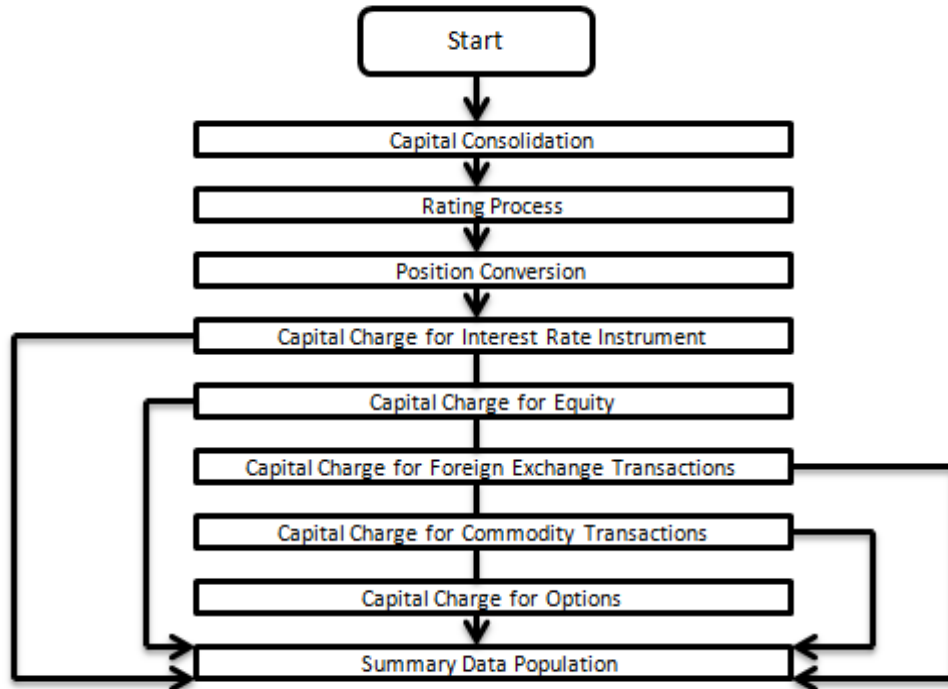 Start
Capital Consolidation
Rating Process
Position Conversion
Capital Charge for Interest Rate Instrument
Capital Charge for Equity
Capital Charge for Foreign Exchange Transactions
Capital Charge for Commodity Transactions
Capital Charge for Options
Summary Data Population